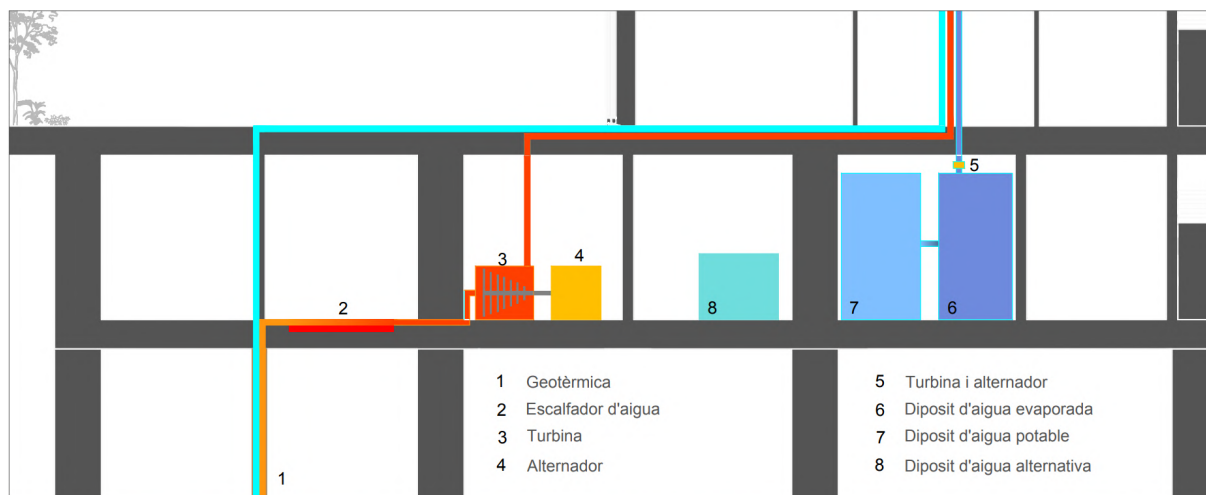 5
2
3
4
8
7
6
1
1 Geotèrmica
2 Escalfador d'aigua
3 Turbina
4 Alternador
5 Turbina i alternador
6 Diposit d'aigua evaporada
7 Diposit d'aigua potable
8 Diposit d'aigua alternativa